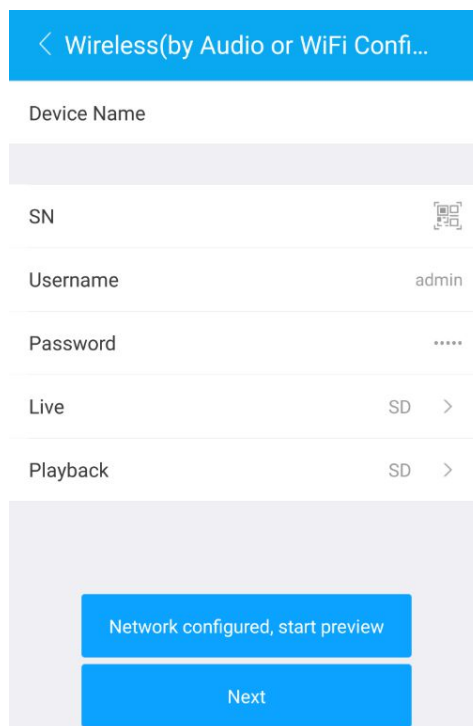 Wireless(by Audio or WiFi Confi...
Device Name
SN
Username admin
Password •••••
Live SD
Playback SD
Network configured, start preview
Next